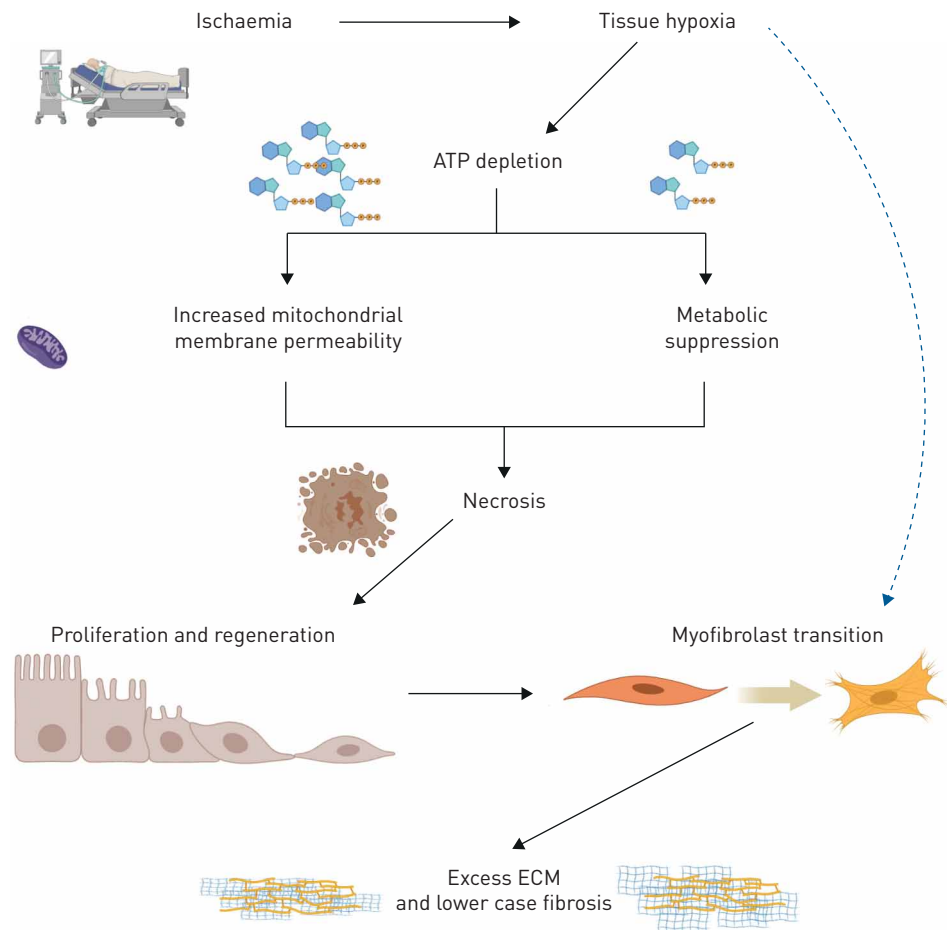 Ischaemia
Tissue hypoxia
ATP depletion
Increased mitochondrial
membrane permeability
Metabolic
suppression
Necrosis
Proliferation and regeneration
Myofibrolast transition
Excess ECM
and lower case fibrosis